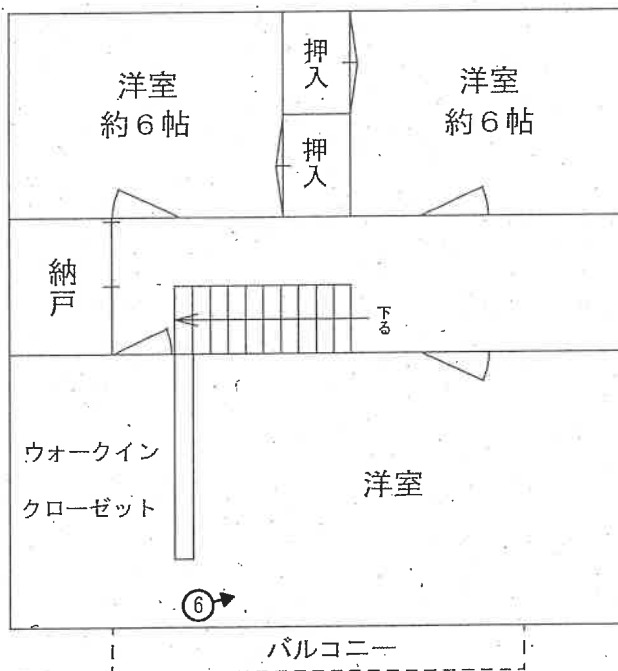 洋室
約６帖
押入
押入
洋室
約６帖
納戸
下る
ウォークイン
クローゼット
洋室
6
バルコニー